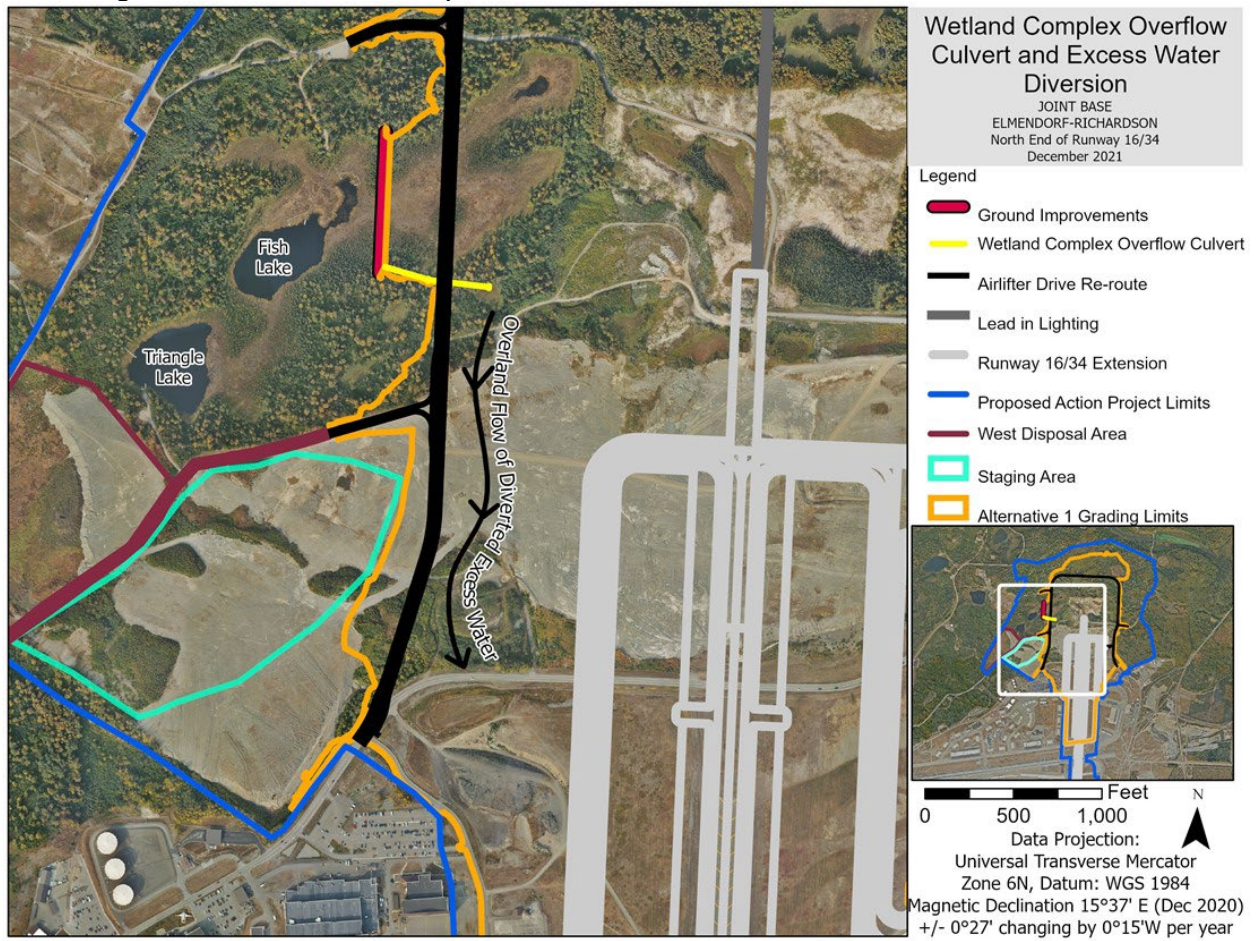 Wetland Complex Overflow
Culvert and Excess Water
Diversion
JOINT BASE
ELMENDORF-RICHARDSON
North End of Runway 16/34
December 2021
Legend
Ground Improvements
Wetland Complex Overflow Culvert
Airlifter Drive Re-route
Lead in Lighting
Runway 16/34 Extension
Proposed Action Project Limits
West Disposal Area
Staging Area
Alternative 1 Grading Limits
Fish
Lake
Triangle
Lake
Overland Flow of Diverted Excess Water
Feet
0 500 1,000
N
Data Projection:
Universal Transverse Mercator
Zone 6N, Datum: WGS 1984
Magnetic Declination 15°37' E (Dec 2020)
+/- 0°27' changing by 0°15'W per year